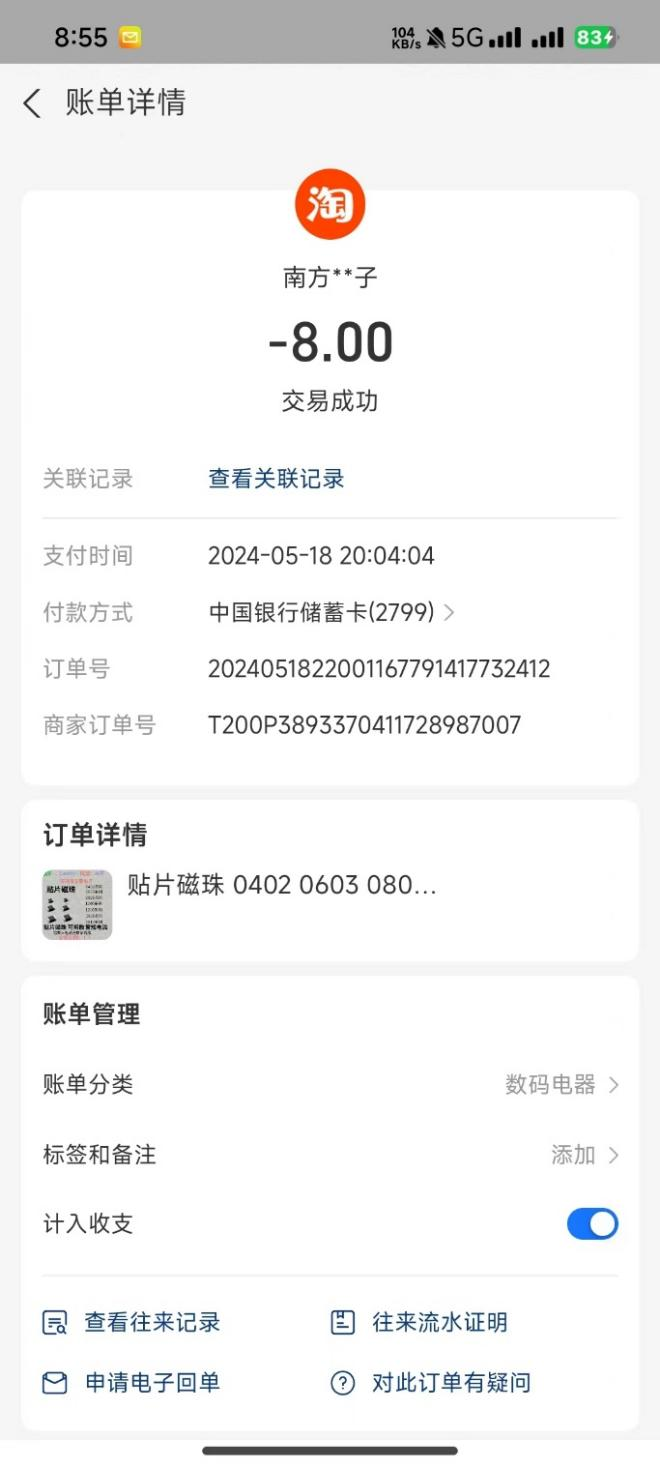 8:55
104
KB/s
5G
83
账单详情
淘
南方**子
-8.00
交易成功
关联记录 查看关联记录
支付时间 2024-05-18 20:04:04
付款方式 中国银行储蓄卡(2799)
订单号 2024051822001167791417732412
商家订单号 T200P3893370411728987007
订单详情
贴片磁珠
贴片磁珠 0402 0603 080...
账单管理
账单分类 数码电器
标签和备注 添加
计入收支
查看往来记录 往来流水证明
申请电子回单 对此订单有疑问